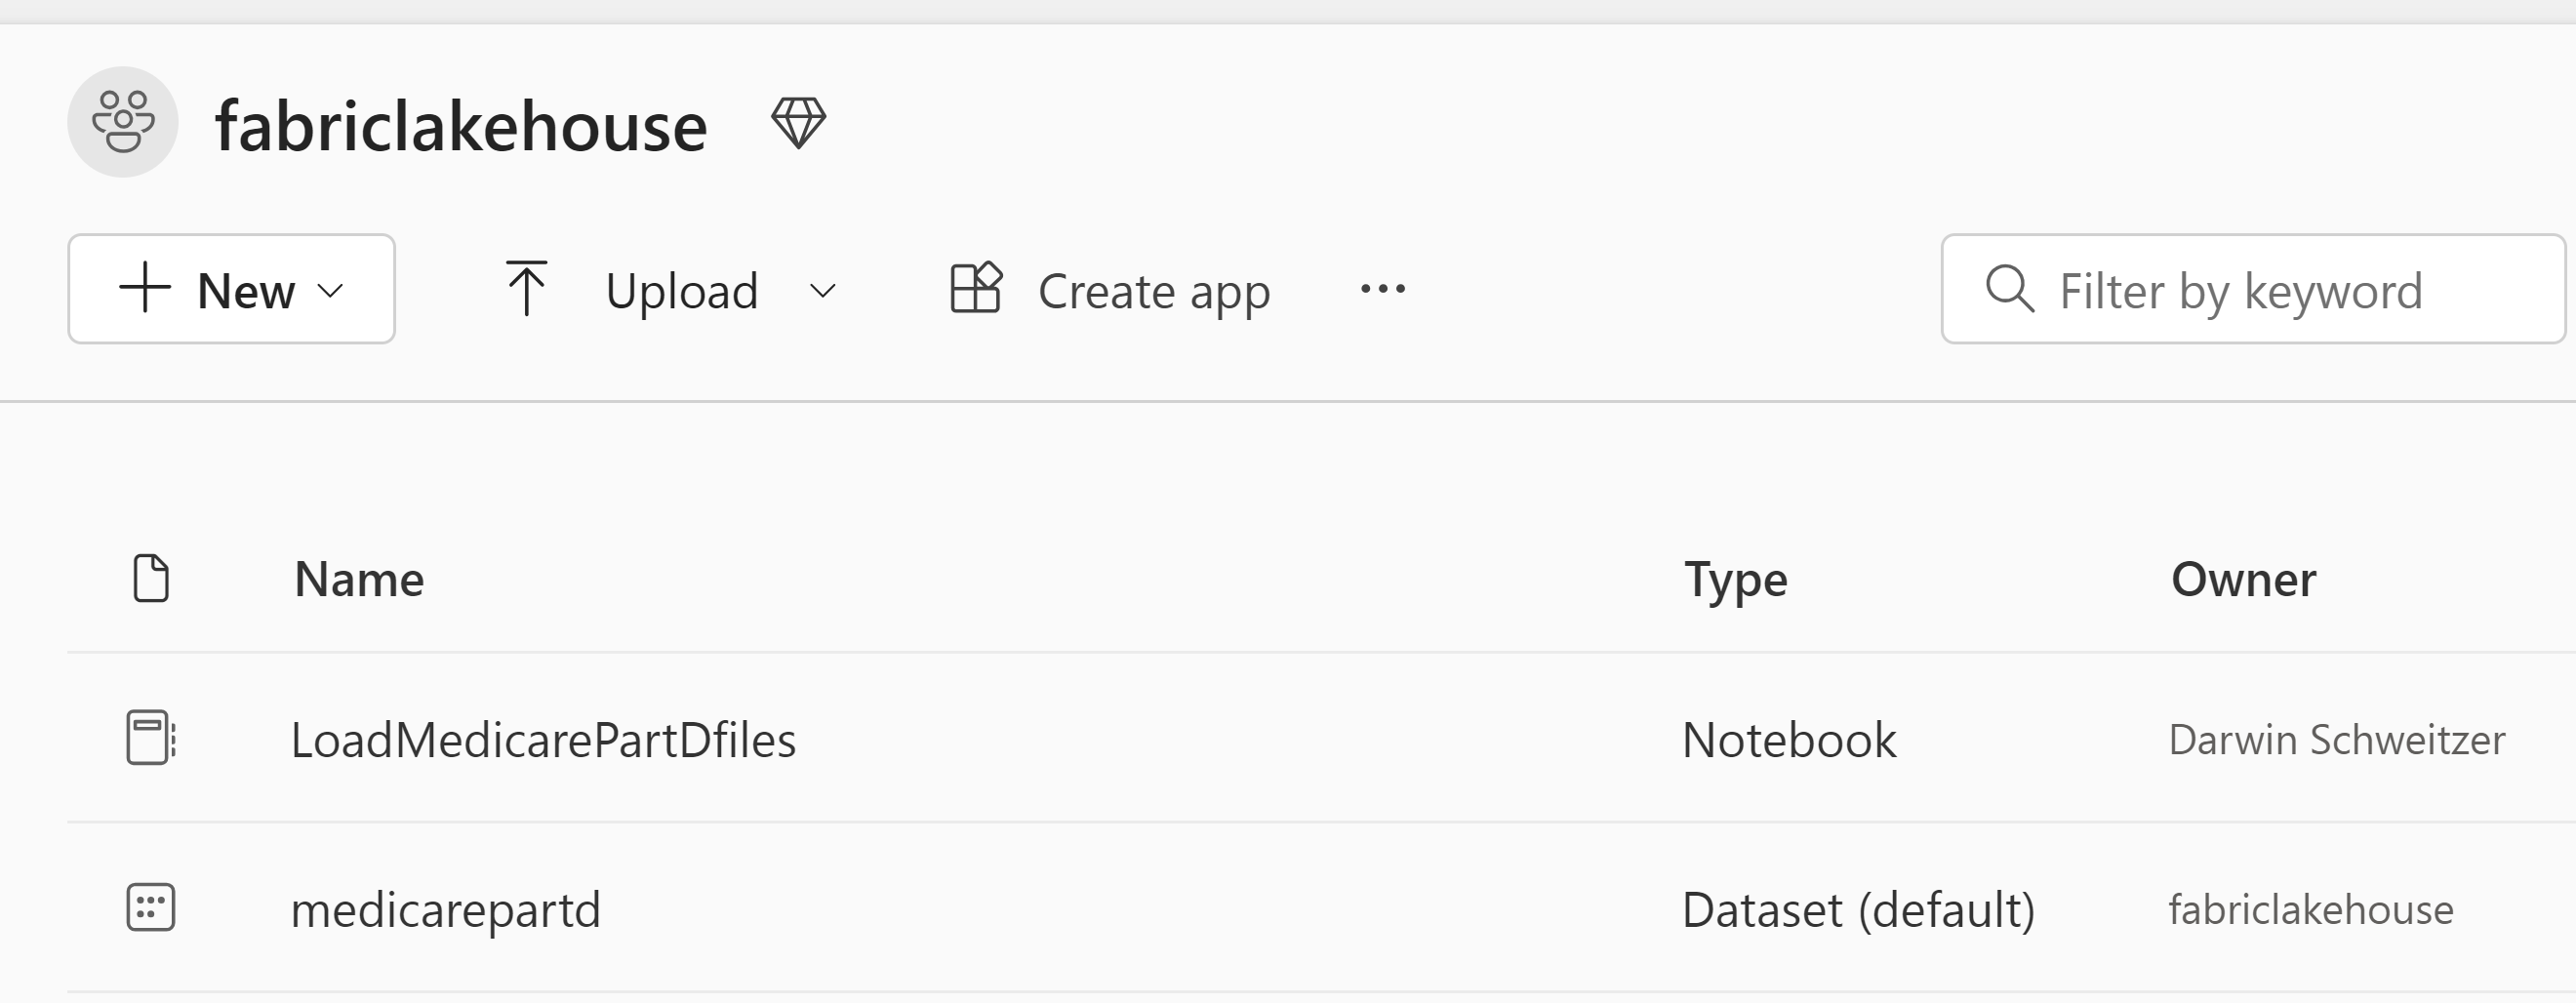 fabriclakehouse
New Upload Create app Filter by keyword
Name Type Owner
LoadMedicarePartDfiles Notebook Darwin Schweitzer
medicarepartd Dataset (default) fabriclakehouse